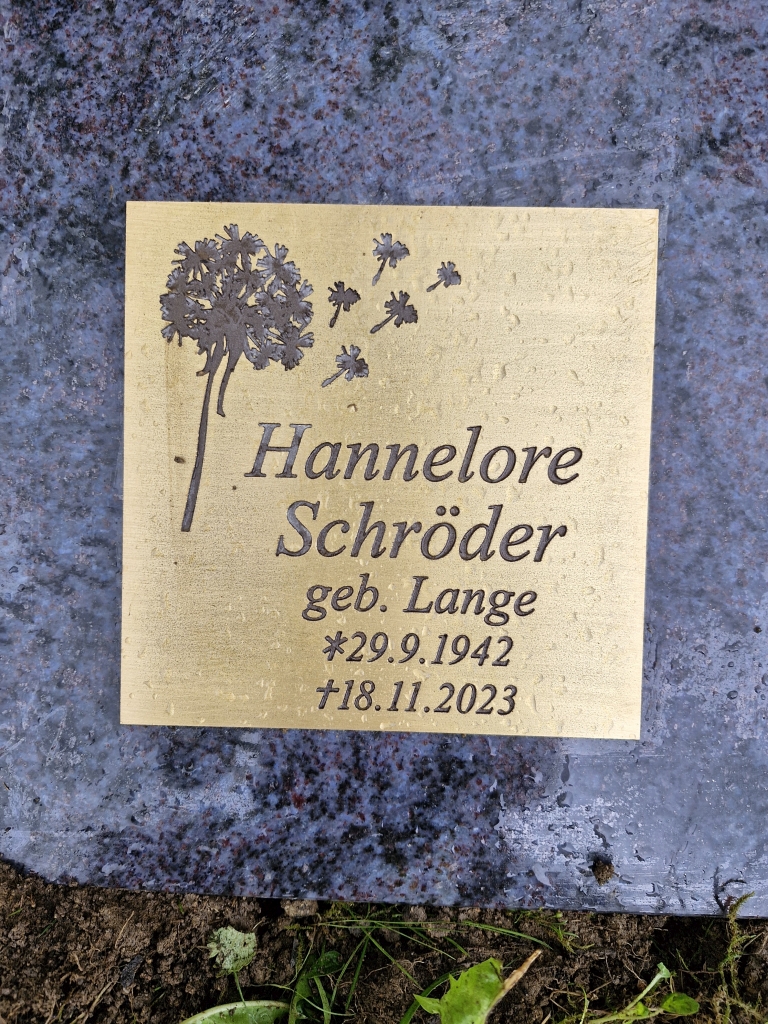 Hannelore
Schröder
geb. Lange
*29.9.1942
†18.11.2023